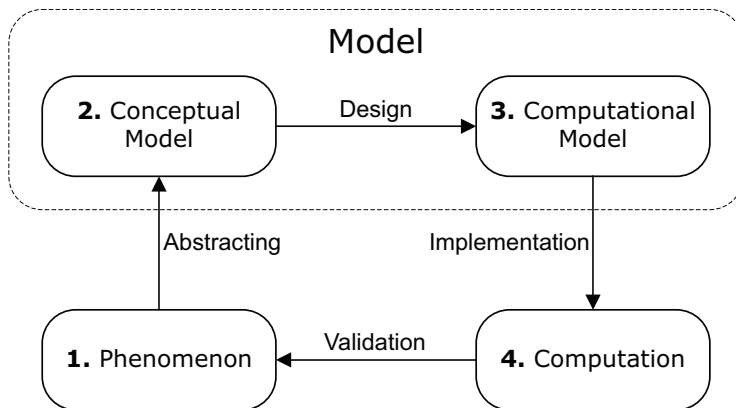 Model
2. Conceptual
Model
Design
3. Computational
Model
Abstracting
Implementation
1. Phenomenon
Validation
4. Computation